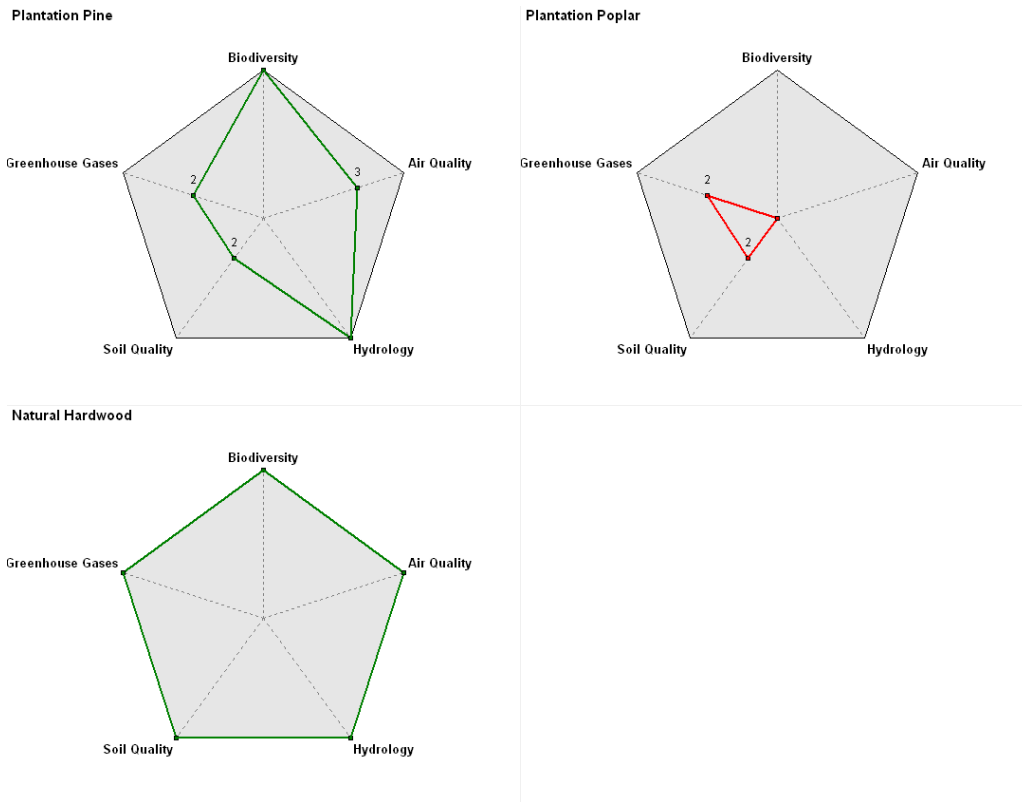 Plantation Pine
Biodiversity
Greenhouse Gases
Air Quality
2
3
2
Soil Quality
Hydrology
Plantation Poplar
Biodiversity
Greenhouse Gases
Air Quality
2
2
Soil Quality
Hydrology
Natural Hardwood
Biodiversity
Greenhouse Gases
Air Quality
Soil Quality
Hydrology